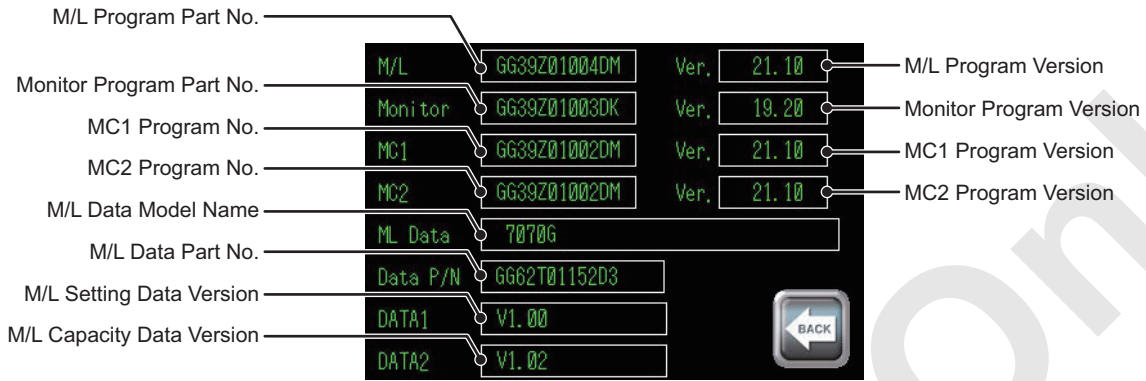 M/L Program Part No.
Monitor Program Part No.
MC1 Program No.
MC2 Program No.
M/L Data Model Name
M/L Data Part No.
M/L Setting Data Version
M/L Capacity Data Version
M/L GG39Z01004DM Ver. 21.10
Monitor GG39Z01003DK Ver. 19.20
MC1 GG39Z01002DM Ver. 21.10
MC2 GG39Z01002DM Ver. 21.10
ML Data 7070G
Data P/N GG62T01152D3
DATA1 V1.00
DATA2 V1.02
BACK
M/L Program Version
Monitor Program Version
MC1 Program Version
MC2 Program Version